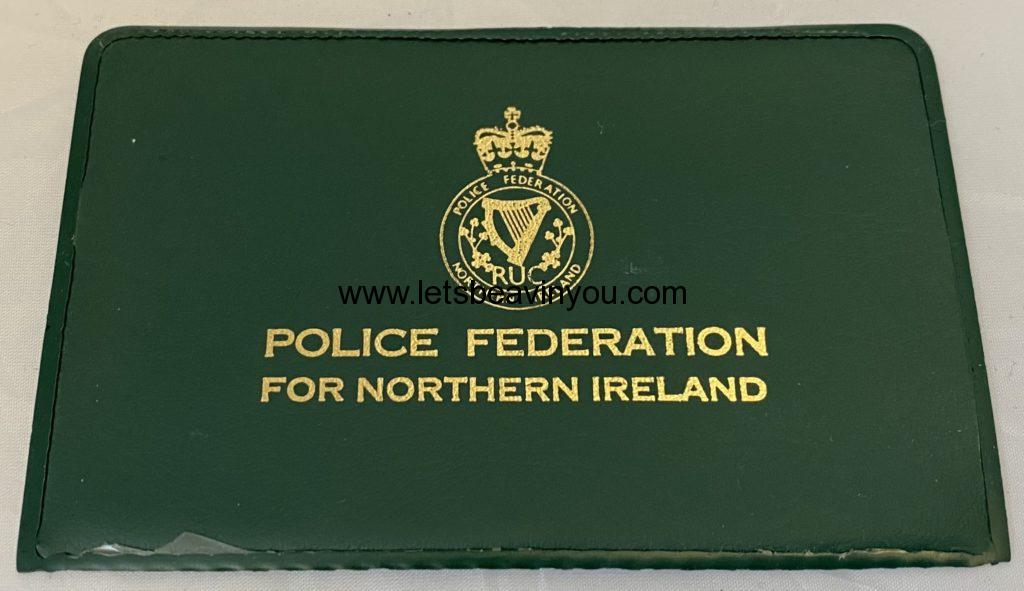 POLICE FEDERATION
RUC
www.letsbeavinyou.com
POLICE FEDERATION
FOR NORTHERN IRELAND